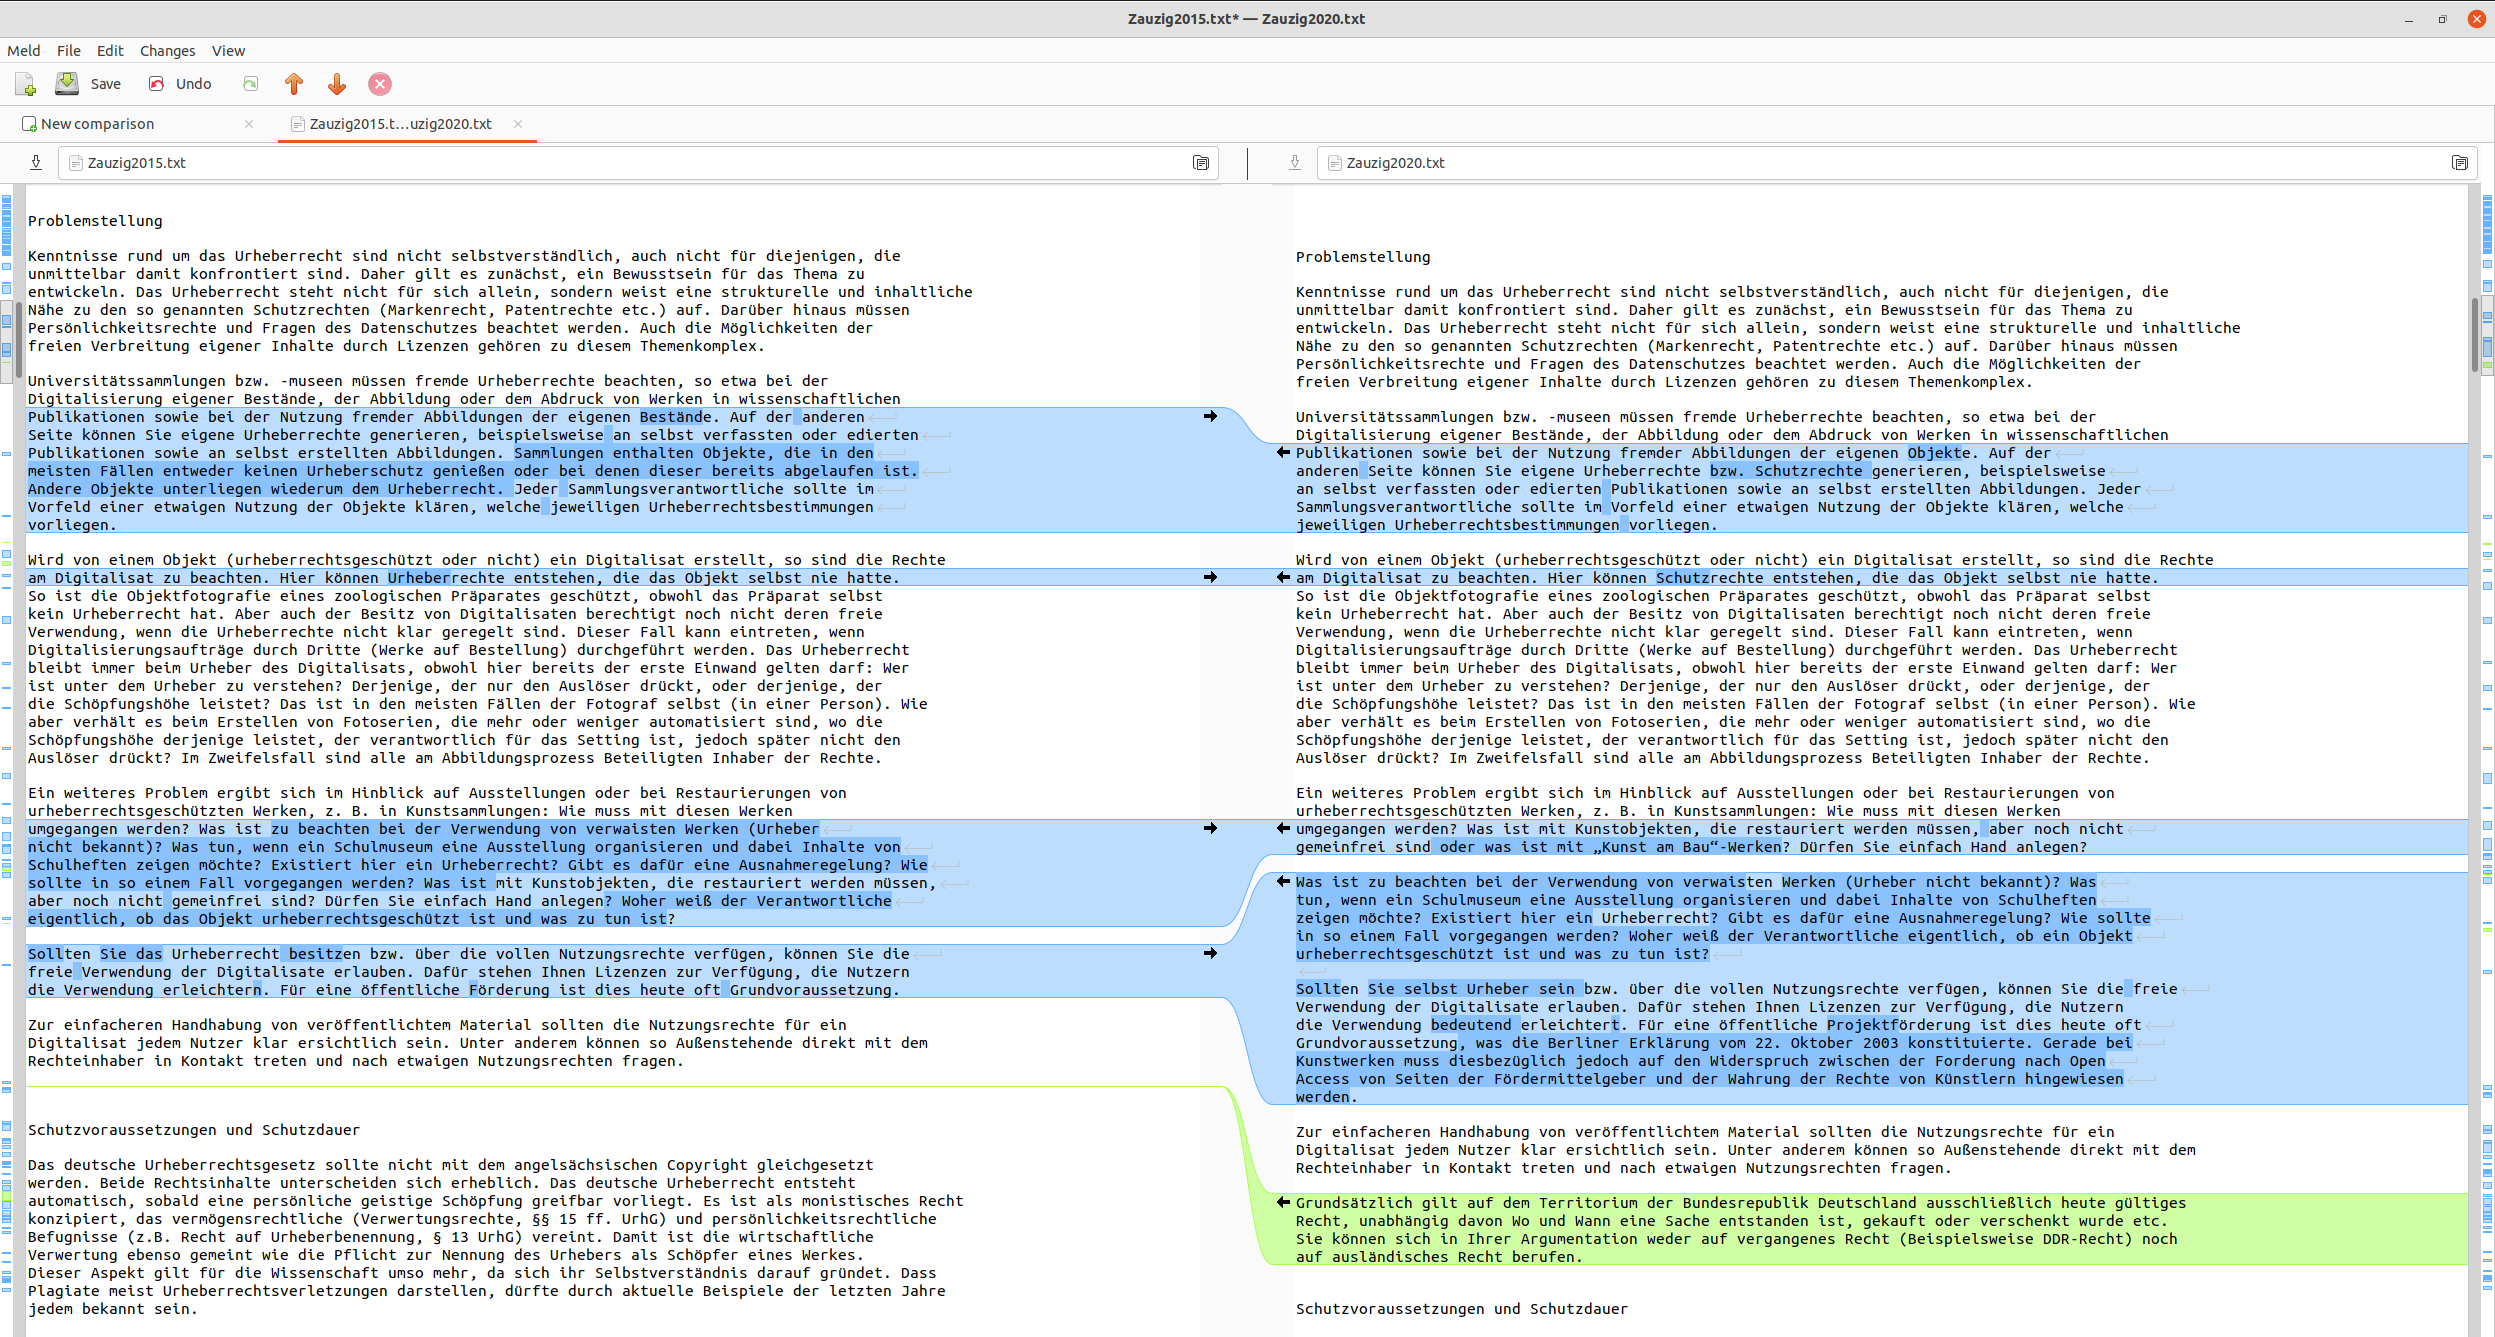 Zauzig2015.txt* — Zauzig2020.txt
Meld File Edit Changes View
Save Undo
New comparison
Zauzig2015.t…uzig2020.txt
Zauzig2015.txt
Problemstellung
Kenntnisse rund um das Urheberrecht sind nicht selbstverständlich, auch nicht für diejenigen, die
unmittelbar damit konfrontiert sind. Daher gilt es zunächst, ein Bewusstsein für das Thema zu
entwickeln. Das Urheberrecht steht nicht für sich allein, sondern weist eine strukturelle und inhaltliche
Nähe zu den so genannten Schutzrechten (Markenrecht, Patentrechte etc.) auf. Darüber hinaus müssen
Persönlichkeitsrechte und Fragen des Datenschutzes beachtet werden. Auch die Möglichkeiten der
freien Verbreitung eigener Inhalte durch Lizenzen gehören zu diesem Themenkomplex.
Universitätssammlungen bzw. -museen müssen fremde Urheberrechte beachten, so etwa bei der
Digitalisierung eigener Bestände, der Abbildung oder dem Abdruck von Werken in wissenschaftlichen
Publikationen sowie bei der Nutzung fremder Abbildungen der eigenen Bestände. Auf der anderen
Seite können Sie eigene Urheberrechte generieren, beispielsweise an selbst verfassten oder edierten
Publikationen sowie an selbst erstellten Abbildungen. Sammlungen enthalten Objekte, die in den
meisten Fällen entweder keinen Urheberschutz genießen oder bei denen dieser bereits abgelaufen ist.
Andere Objekte unterliegen wiederum dem Urheberrecht. Jeder Sammlungsverantwortliche sollte im
Vorfeld einer etwaigen Nutzung der Objekte klären, welche jeweiligen Urheberrechtsbestimmungen
vorliegen.
Wird von einem Objekt (urheberrechtsgeschützt oder nicht) ein Digitalisat erstellt, so sind die Rechte
am Digitalisat zu beachten. Hier können Urheberrechte entstehen, die das Objekt selbst nie hatte.
So ist die Objektfotografie eines zoologischen Präparates geschützt, obwohl das Präparat selbst
kein Urheberrecht hat. Aber auch der Besitz von Digitalisaten berechtigt noch nicht deren freie
Verwendung, wenn die Urheberrechte nicht klar geregelt sind. Dieser Fall kann eintreten, wenn
Digitalisierungsaufträge durch Dritte (Werke auf Bestellung) durchgeführt werden. Das Urheberrecht
bleibt immer beim Urheber des Digitalisats, obwohl hier bereits der erste Einwand gelten darf: Wer
ist unter dem Urheber zu verstehen? Derjenige, der nur den Auslöser drückt, oder derjenige, der
die Schöpfungshöhe leistet? Das ist in den meisten Fällen der Fotograf selbst (in einer Person). Wie
aber verhält es beim Erstellen von Fotoserien, die mehr oder weniger automatisiert sind, wo die
Schöpfungshöhe derjenige leistet, der verantwortlich für das Setting ist, jedoch später nicht den
Auslöser drückt? Im Zweifelsfall sind alle am Abbildungsprozess Beteiligten Inhaber der Rechte.
Ein weiteres Problem ergibt sich im Hinblick auf Ausstellungen oder bei Restaurierungen von
urheberrechtsgeschützten Werken, z. B. in Kunstsammlungen: Wie muss mit diesen Werken
umgegangen werden? Was ist zu beachten bei der Verwendung von verwaisten Werken (Urheber
nicht bekannt)? Was tun, wenn ein Schulmuseum eine Ausstellung organisieren und dabei Inhalte von
Schulheften zeigen möchte? Existiert hier ein Urheberrecht? Gibt es dafür eine Ausnahmeregelung? Wie
sollte in so einem Fall vorgegangen werden? Was ist mit Kunstobjekten, die restauriert werden müssen,
aber noch nicht gemeinfrei sind? Dürfen Sie einfach Hand anlegen? Woher weiß der Verantwortliche
eigentlich, ob das Objekt urheberrechtsgeschützt ist und was zu tun ist?
Sollten Sie das Urheberrecht besitzen bzw. über die vollen Nutzungsrechte verfügen, können Sie die
freie Verwendung der Digitalisate erlauben. Dafür stehen Ihnen Lizenzen zur Verfügung, die Nutzern
die Verwendung erleichtern. Für eine öffentliche Förderung ist dies heute oft Grundvoraussetzung.
Zur einfacheren Handhabung von veröffentlichtem Material sollten die Nutzungsrechte für ein
Digitalisat jedem Nutzer klar ersichtlich sein. Unter anderem können so Außenstehende direkt mit dem
Rechteinhaber in Kontakt treten und nach etwaigen Nutzungsrechten fragen.
Schutzvoraussetzungen und Schutzdauer
Das deutsche Urheberrechtsgesetz sollte nicht mit dem angelsächsischen Copyright gleichgesetzt
werden. Beide Rechtsinhalte unterscheiden sich erheblich. Das deutsche Urheberrecht entsteht
automatisch, sobald eine persönliche geistige Schöpfung greifbar vorliegt. Es ist als monistisches Recht
konzipiert, das vermögensrechtliche (Verwertungsrechte, §§ 15 ff. UrhG) und persönlichkeitsrechtliche
Befugnisse (z.B. Recht auf Urheberbenennung, § 13 UrhG) vereint. Damit ist die wirtschaftliche
Verwertung ebenso gemeint wie die Pflicht zur Nennung des Urhebers als Schöpfer eines Werkes.
Dieser Aspekt gilt für die Wissenschaft umso mehr, da sich ihr Selbstverständnis darauf gründet. Dass
Plagiate meist Urheberrechtsverletzungen darstellen, dürfte durch aktuelle Beispiele der letzten Jahre
jedem bekannt sein.
Zauzig2020.txt
Problemstellung
Kenntnisse rund um das Urheberrecht sind nicht selbstverständlich, auch nicht für diejenigen, die
unmittelbar damit konfrontiert sind. Daher gilt es zunächst, ein Bewusstsein für das Thema zu
entwickeln. Das Urheberrecht steht nicht für sich allein, sondern weist eine strukturelle und inhaltliche
Nähe zu den so genannten Schutzrechten (Markenrecht, Patentrechte etc.) auf. Darüber hinaus müssen
Persönlichkeitsrechte und Fragen des Datenschutzes beachtet werden. Auch die Möglichkeiten der
freien Verbreitung eigener Inhalte durch Lizenzen gehören zu diesem Themenkomplex.
Universitätssammlungen bzw. -museen müssen fremde Urheberrechte beachten, so etwa bei der
Digitalisierung eigener Bestände, der Abbildung oder dem Abdruck von Werken in wissenschaftlichen
Publikationen sowie bei der Nutzung fremder Abbildungen der eigenen Objekte. Auf der
anderen Seite können Sie eigene Urheberrechte bzw. Schutzrechte generieren, beispielsweise
an selbst verfassten oder edierten Publikationen sowie an selbst erstellten Abbildungen. Jeder
Sammlungsverantwortliche sollte im Vorfeld einer etwaigen Nutzung der Objekte klären, welche
jeweiligen Urheberrechtsbestimmungen vorliegen.
Wird von einem Objekt (urheberrechtsgeschützt oder nicht) ein Digitalisat erstellt, so sind die Rechte
am Digitalisat zu beachten. Hier können Schutzrechte entstehen, die das Objekt selbst nie hatte.
So ist die Objektfotografie eines zoologischen Präparates geschützt, obwohl das Präparat selbst
kein Urheberrecht hat. Aber auch der Besitz von Digitalisaten berechtigt noch nicht deren freie
Verwendung, wenn die Urheberrechte nicht klar geregelt sind. Dieser Fall kann eintreten, wenn
Digitalisierungsaufträge durch Dritte (Werke auf Bestellung) durchgeführt werden. Das Urheberrecht
bleibt immer beim Urheber des Digitalisats, obwohl hier bereits der erste Einwand gelten darf: Wer
ist unter dem Urheber zu verstehen? Derjenige, der nur den Auslöser drückt, oder derjenige, der
die Schöpfungshöhe leistet? Das ist in den meisten Fällen der Fotograf selbst (in einer Person). Wie
aber verhält es beim Erstellen von Fotoserien, die mehr oder weniger automatisiert sind, wo die
Schöpfungshöhe derjenige leistet, der verantwortlich für das Setting ist, jedoch später nicht den
Auslöser drückt? Im Zweifelsfall sind alle am Abbildungsprozess Beteiligten Inhaber der Rechte.
Ein weiteres Problem ergibt sich im Hinblick auf Ausstellungen oder bei Restaurierungen von
urheberrechtsgeschützten Werken, z. B. in Kunstsammlungen: Wie muss mit diesen Werken
umgegangen werden? Was ist mit Kunstobjekten, die restauriert werden müssen, aber noch nicht
gemeinfrei sind oder was ist mit „Kunst am Bau“-Werken? Dürfen Sie einfach Hand anlegen?
Was ist zu beachten bei der Verwendung von verwaisten Werken (Urheber nicht bekannt)? Was
tun, wenn ein Schulmuseum eine Ausstellung organisieren und dabei Inhalte von Schulheften
zeigen möchte? Existiert hier ein Urheberrecht? Gibt es dafür eine Ausnahmeregelung? Wie sollte
in so einem Fall vorgegangen werden? Woher weiß der Verantwortliche eigentlich, ob ein Objekt
urheberrechtsgeschützt ist und was zu tun ist?
Sollten Sie selbst Urheber sein bzw. über die vollen Nutzungsrechte verfügen, können Sie die freie
Verwendung der Digitalisate erlauben. Dafür stehen Ihnen Lizenzen zur Verfügung, die Nutzern
die Verwendung bedeutend erleichtert. Für eine öffentliche Projektförderung ist dies heute oft
Grundvoraussetzung, was die Berliner Erklärung vom 22. Oktober 2003 konstituierte. Gerade bei
Kunstwerken muss diesbezüglich jedoch auf den Widerspruch zwischen der Forderung nach Open
Access von Seiten der Fördermittelgeber und der Wahrung der Rechte von Künstlern hingewiesen
werden.
Zur einfacheren Handhabung von veröffentlichtem Material sollten die Nutzungsrechte für ein
Digitalisat jedem Nutzer klar ersichtlich sein. Unter anderem können so Außenstehende direkt mit dem
Rechteinhaber in Kontakt treten und nach etwaigen Nutzungsrechten fragen.
Grundsätzlich gilt auf dem Territorium der Bundesrepublik Deutschland ausschließlich heute gültiges
Recht, unabhängig davon Wo und Wann eine Sache entstanden ist, gekauft oder verschenkt wurde etc.
Sie können sich in Ihrer Argumentation weder auf vergangenes Recht (Beispielsweise DDR-Recht) noch
auf ausländisches Recht berufen.
Schutzvoraussetzungen und Schutzdauer